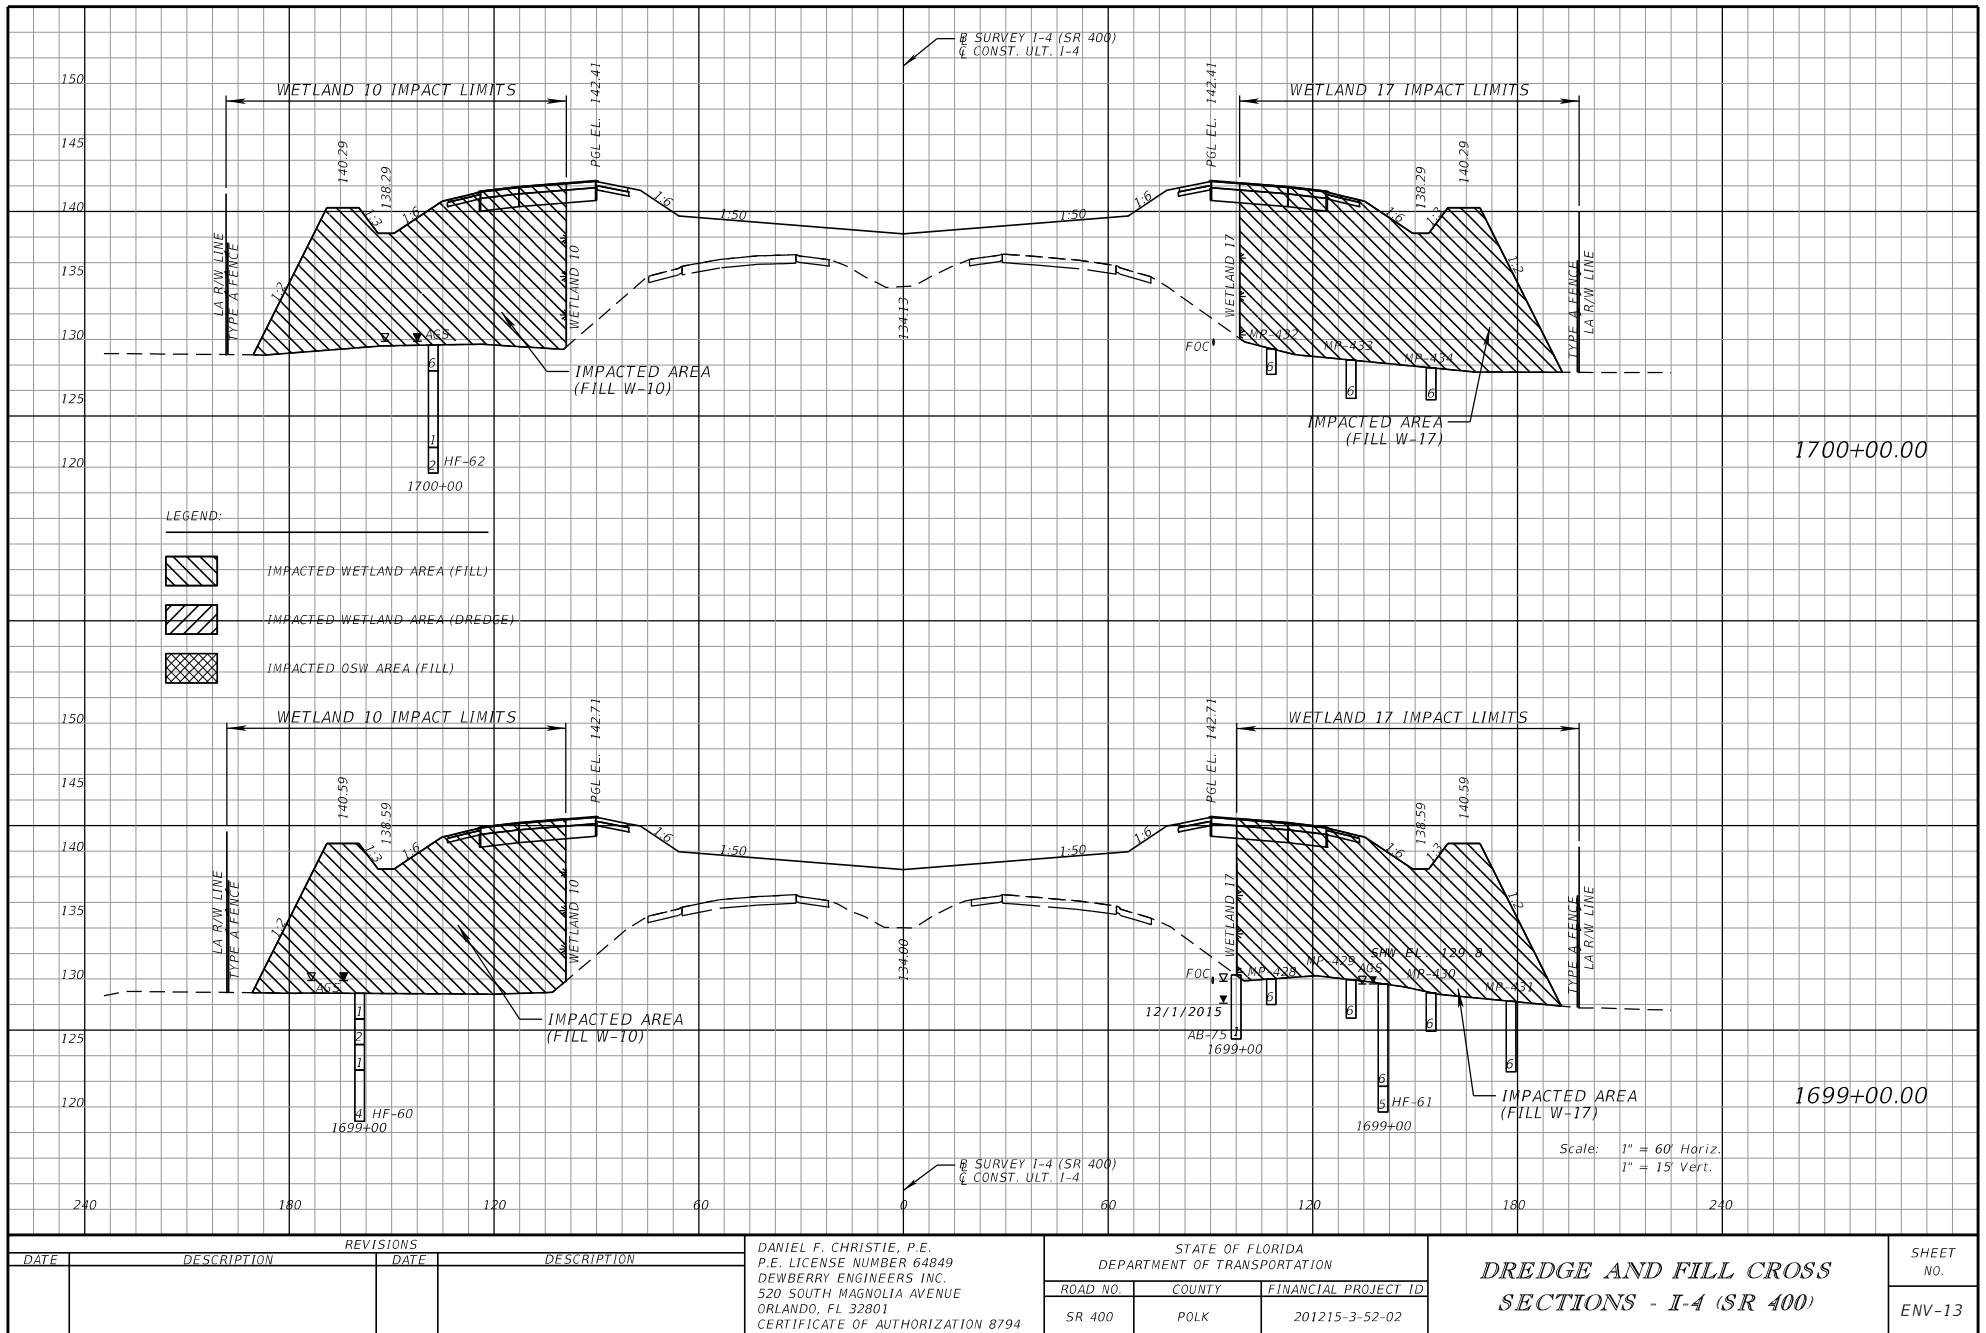 ℄ SURVEY I-4 (SR 400)
℄ CONST. ULT. I-4
150
145
140
135
130
125
120
WETLAND 10 IMPACT LIMITS
PGL EL. 142.41
PGL EL. 142.41
WETLAND 17 IMPACT LIMITS
140.29
138.29
138.29
140.29
1:3
1:6
1:6
1:50
1:50
1:6
1:6
1:3
LA R/W LINE
TYPE A FENCE
1:2
WETLAND 10
134.13
WETLAND 17
1:2
TYPE A FENCE
LA R/W LINE
AGS
FOC
MP-432
MP-433
MP-434
6
6
6
6
IMPACTED AREA
(FILL W-10)
IMPACTED AREA
(FILL W-17)
1
2
HF-62
1700+00
1700+00.00
LEGEND:
IMPACTED WETLAND AREA (FILL)
IMPACTED WETLAND AREA (DREDGE)
IMPACTED OSW AREA (FILL)
150
145
140
135
130
125
120
WETLAND 10 IMPACT LIMITS
PGL EL. 142.71
PGL EL. 142.71
WETLAND 17 IMPACT LIMITS
140.59
138.59
138.59
140.59
1:3
1:6
1:6
1:50
1:50
1:6
1:6
1:3
LA R/W LINE
TYPE A FENCE
1:2
WETLAND 10
134.00
WETLAND 17
1:2
TYPE A FENCE
LA R/W LINE
SHW EL. 129.8
AGS
FOC
MP-428
MP-429
AGS
MP-430
MP-431
12/1/2015
AB-75
1
1699+00
6
6
6
6
1
2
1
4
HF-60
1699+00
IMPACTED AREA
(FILL W-10)
6
5
HF-61
1699+00
IMPACTED AREA
(FILL W-17)
1699+00.00
Scale: 1" = 60' Horiz.
1" = 15' Vert.
℄ SURVEY I-4 (SR 400)
℄ CONST. ULT. I-4
240 180 120 60 0 60 120 180 240
REVISIONS
DATE DESCRIPTION DATE DESCRIPTION
DANIEL F. CHRISTIE, P.E.
P.E. LICENSE NUMBER 64849
DEWBERRY ENGINEERS INC.
520 SOUTH MAGNOLIA AVENUE
ORLANDO, FL 32801
CERTIFICATE OF AUTHORIZATION 8794
STATE OF FLORIDA
DEPARTMENT OF TRANSPORTATION
ROAD NO. COUNTY FINANCIAL PROJECT ID
SR 400 POLK 201215-3-52-02
DREDGE AND FILL CROSS
SECTIONS - I-4 (SR 400)
SHEET
NO.
ENV-13